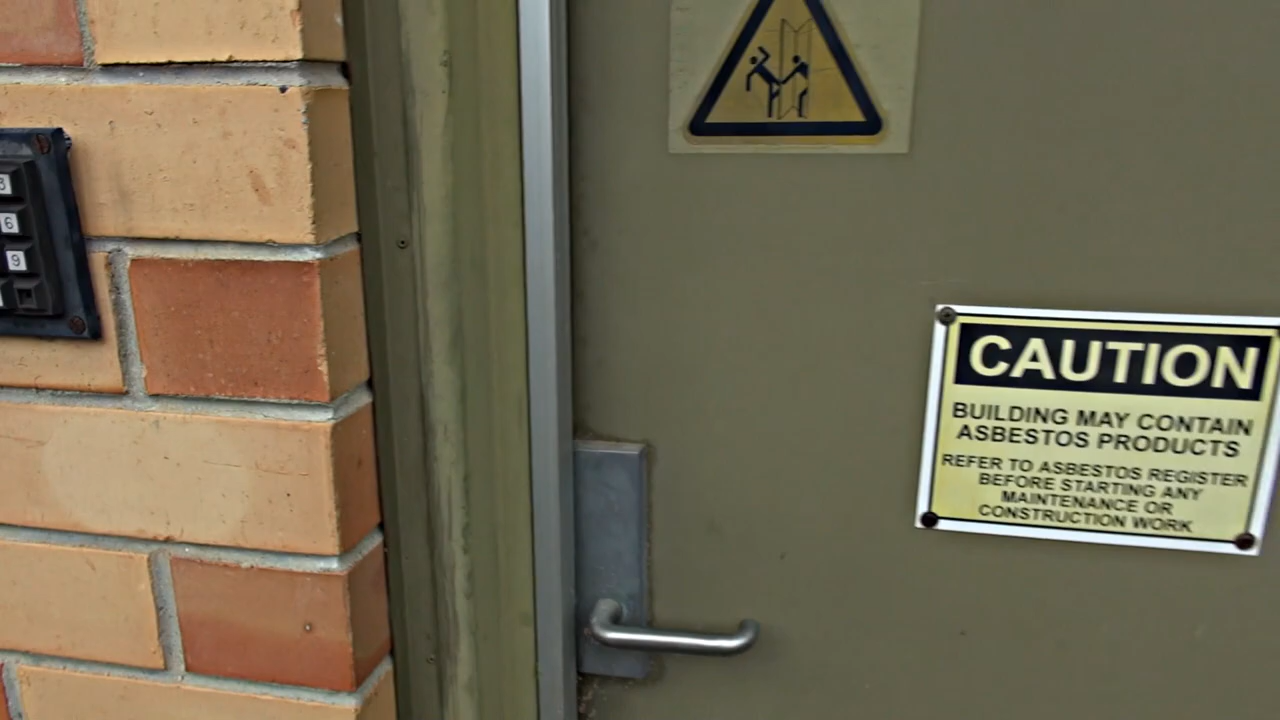 3
6
9
CAUTION
BUILDING MAY CONTAIN
ASBESTOS PRODUCTS
REFER TO ASBESTOS REGISTER
BEFORE STARTING ANY
MAINTENANCE OR
CONSTRUCTION WORK